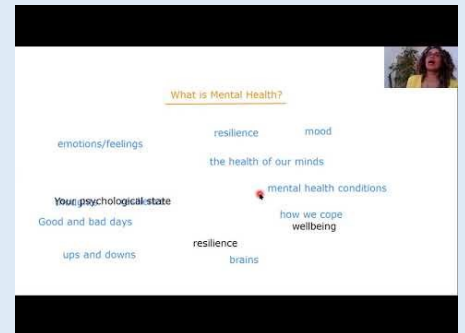 What is Mental Health?
resilience
mood
emotions/feelings
the health of our minds
mental health conditions
Your psychological state
how we cope
Good and bad days
wellbeing
resilience
ups and downs
brains